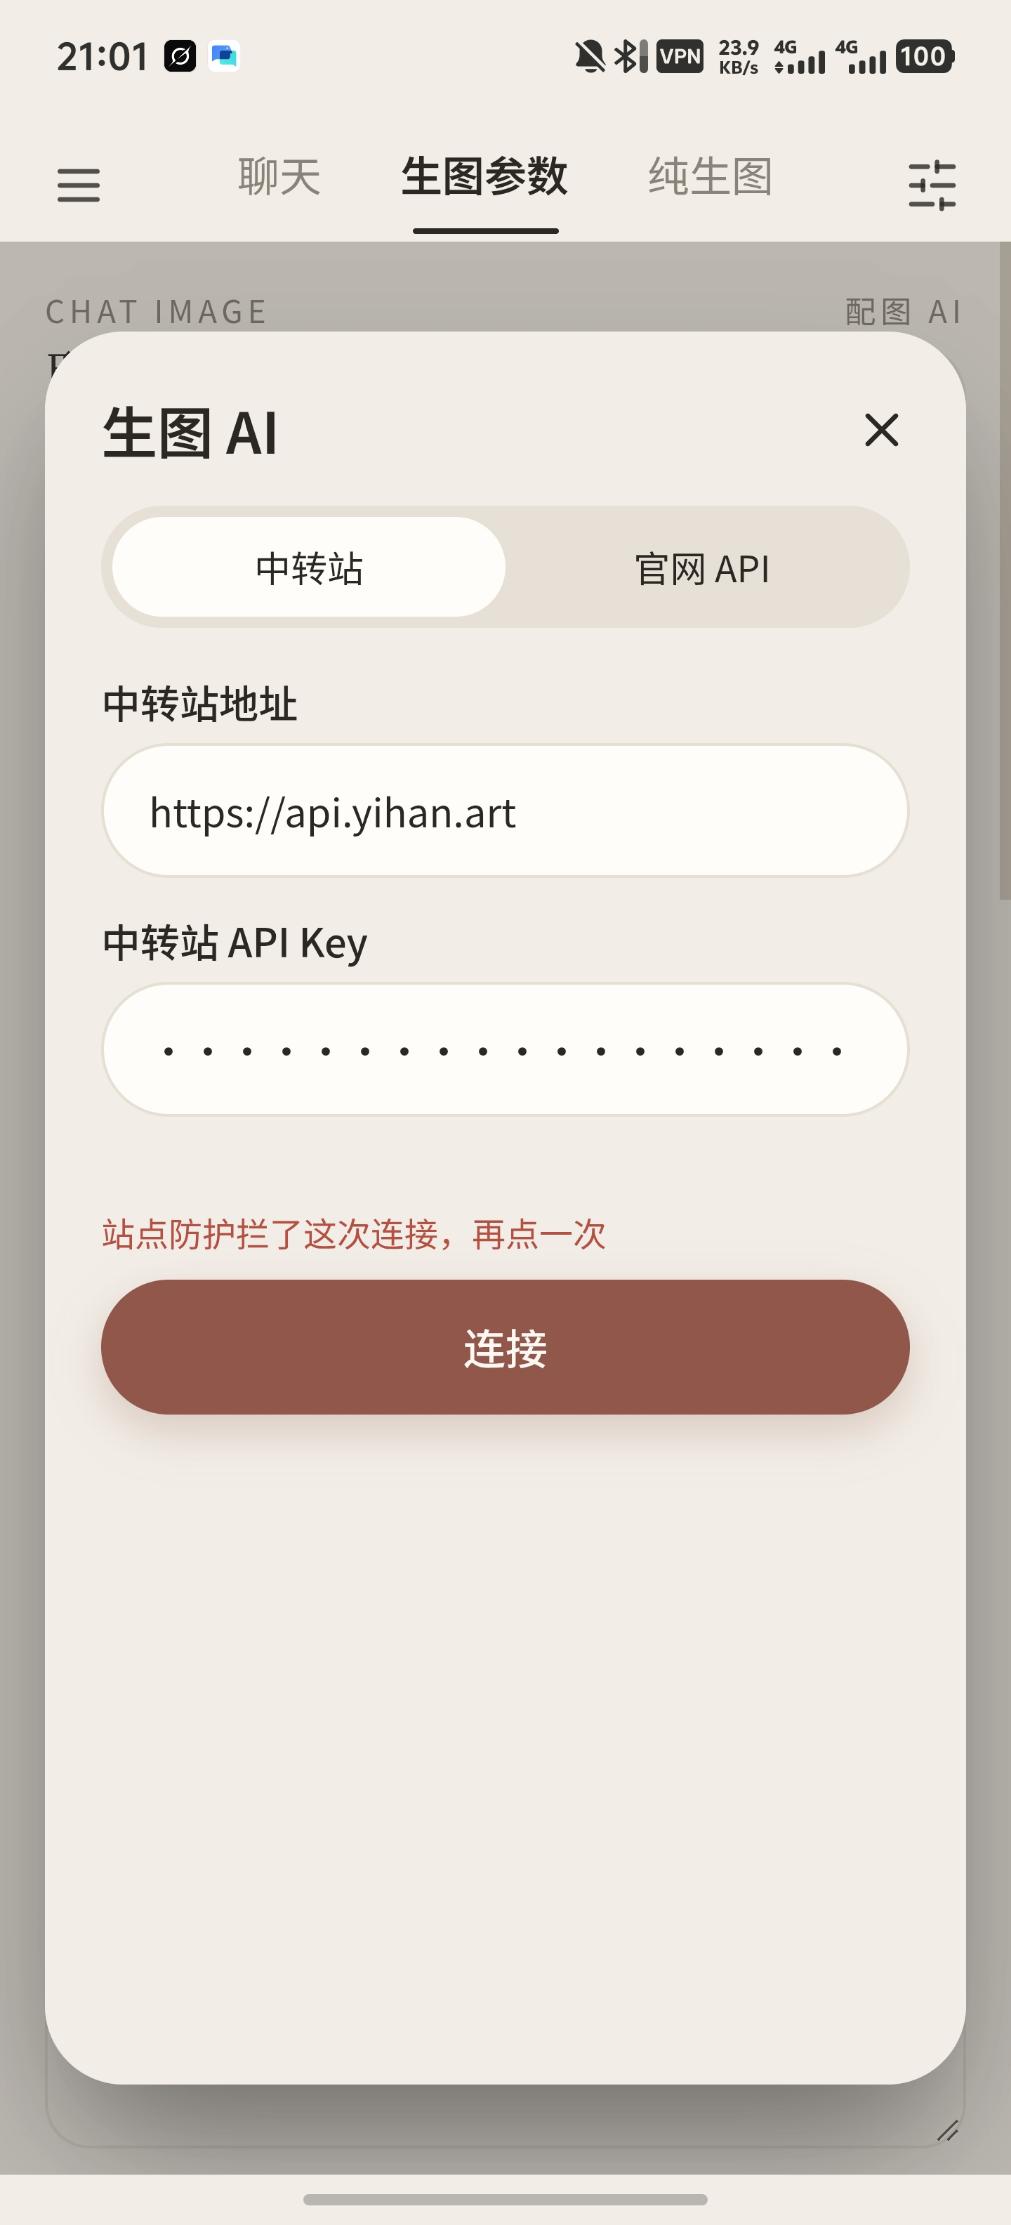 21:01
VPN
23.9
KB/s
4G
4G
100
聊天
生图参数
纯生图
CHAT IMAGE
配图 AI
生图 AI
中转站
官网 API
中转站地址
https://api.yihan.art
中转站 API Key
站点防护拦了这次连接，再点一次
连接